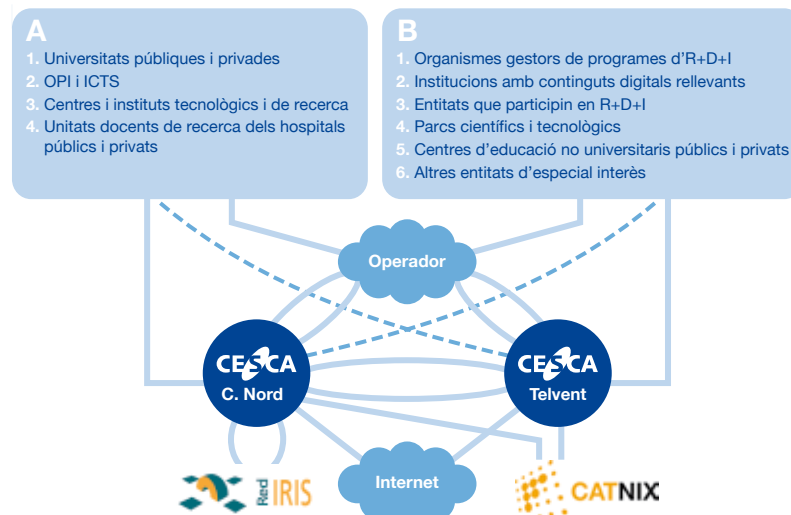 A
1. Universitats públiques i privades
2. OPI i ICTS
3. Centres i instituts tecnològics i de recerca
4. Unitats docents de recerca dels hospitals
públics i privats
B
1. Organismes gestors de programes d'R+D+I
2. Institucions amb continguts digitals rellevants
3. Entitats que participin en R+D+I
4. Parcs científics i tecnològics
5. Centres d'educació no universitaris públics i privats
6. Altres entitats d'especial interès
Operador
CESCA
C. Nord
CESCA
Telvent
Red IRIS
Internet
CATNIX